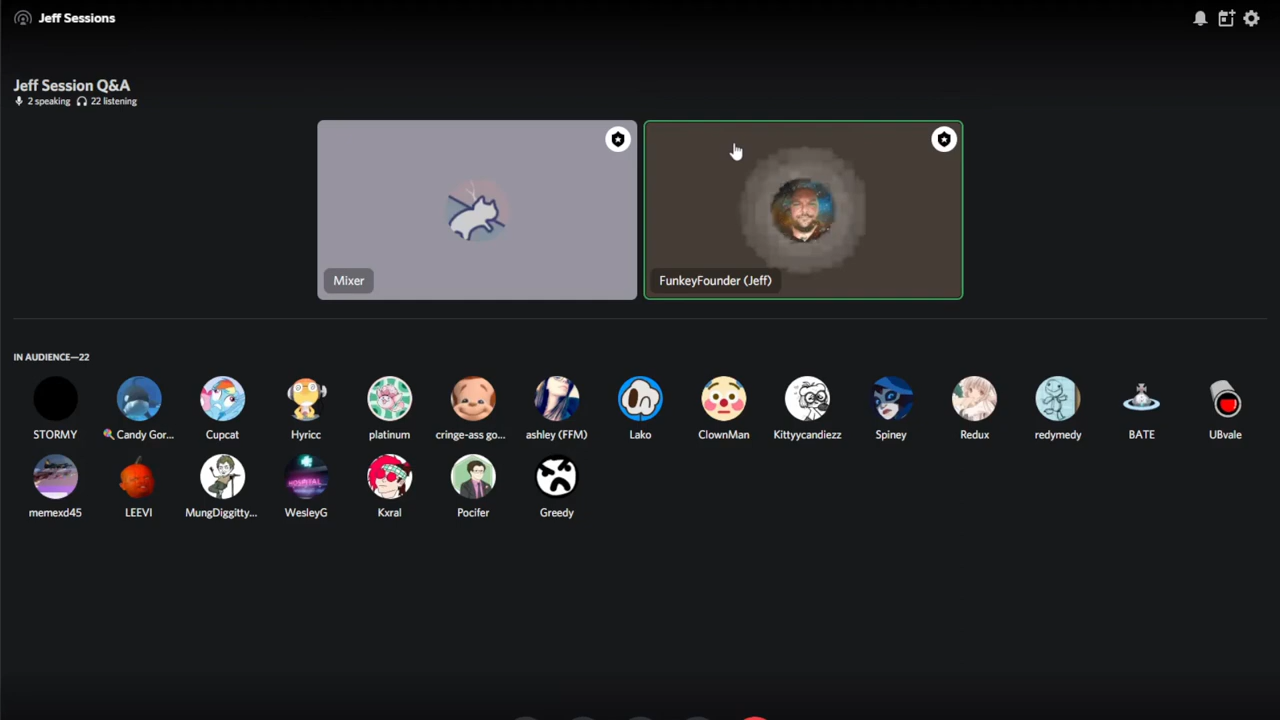 Jeff Sessions
Jeff Session Q&A
2 speaking 22 listening
Mixer
FunkeyFounder (Jeff)
IN AUDIENCE—22
STORMY
Candy Gor...
Cupcat
Hyricc
platinum
cringe-ass go...
ashley (FFM)
Lako
ClownMan
Kittyycandiezz
Spiney
Redux
redymedy
BATE
UBvale
memexd45
LEEVI
MungDiggitty...
WesleyG
Kxral
Pocifer
Greedy